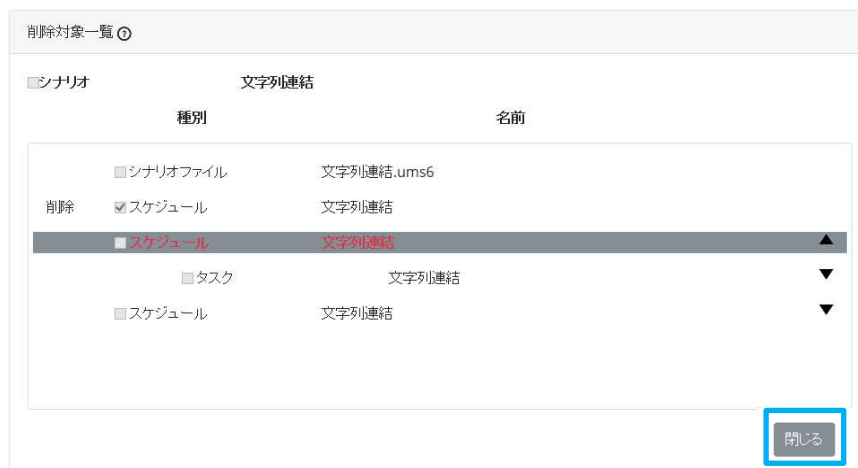 削除対象一覧 ?
シナリオ 文字列連結
種別 名前
シナリオファイル 文字列連結.ums6
削除 スケジュール 文字列連結
スケジュール 文字列連結
タスク 文字列連結
スケジュール 文字列連結
閉じる